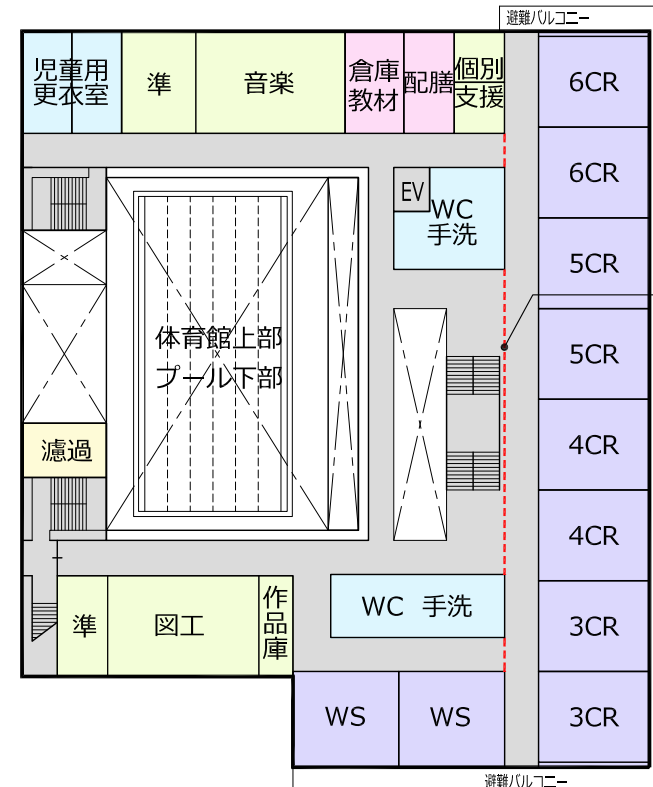 避難バルコニー
児童用
更衣室
準
音楽
倉庫
教材
配膳
個別
支援
6CR
6CR
EV
WC
手洗
5CR
体育館上部
プール下部
5CR
濾過
4CR
4CR
準
図工
作
品
庫
WC 手洗
3CR
WS
WS
3CR
避難バルコニー